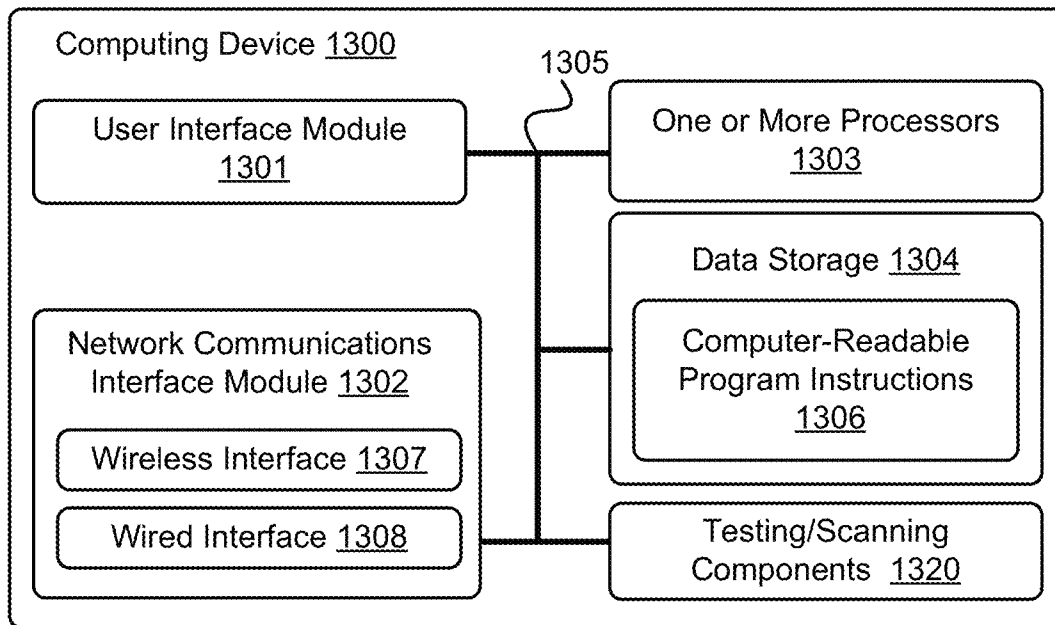 Computing Device 1300
1305
User Interface Module
1301
One or More Processors
1303
Data Storage 1304
Computer-Readable
Program Instructions
1306
Network Communications
Interface Module 1302
Wireless Interface 1307
Wired Interface 1308
Testing/Scanning
Components 1320